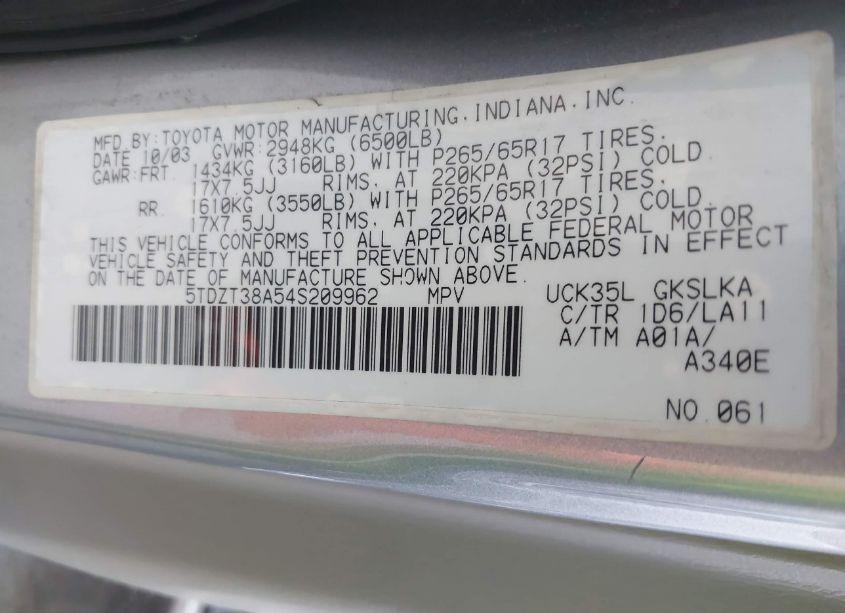 MFD.BY:TOYOTA MOTOR MANUFACTURING.INDIANA.INC.
DATE 10/03 GVWR:2948KG (6500LB)
GAWR:FRT. 1434KG (3160LB) WITH P265/65R17 TIRES.
17X7.5JJ RIMS. AT 220KPA (32PSI) COLD.
RR. 1610KG (3550LB) WITH P265/65R17 TIRES.
17X7.5JJ RIMS. AT 220KPA (32PSI) COLD.
THIS VEHICLE CONFORMS TO ALL APPLICABLE FEDERAL MOTOR
VEHICLE SAFETY AND THEFT PREVENTION STANDARDS IN EFFECT
ON THE DATE OF MANUFACTURE SHOWN ABOVE.
5TDZT38A54S209962 MPV UCK35L GKSLKA
C/TR 1D6/LA11
A/TM A01A/
A340E
NO.061